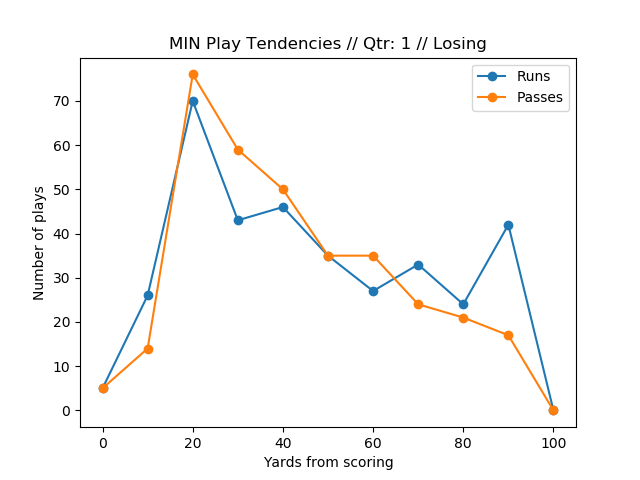 MIN Play Tendencies // Qtr: 1 // Losing
Runs
Passes
Number of plays
70
60
50
40
30
20
10
0
0 20 40 60 80 100
Yards from scoring